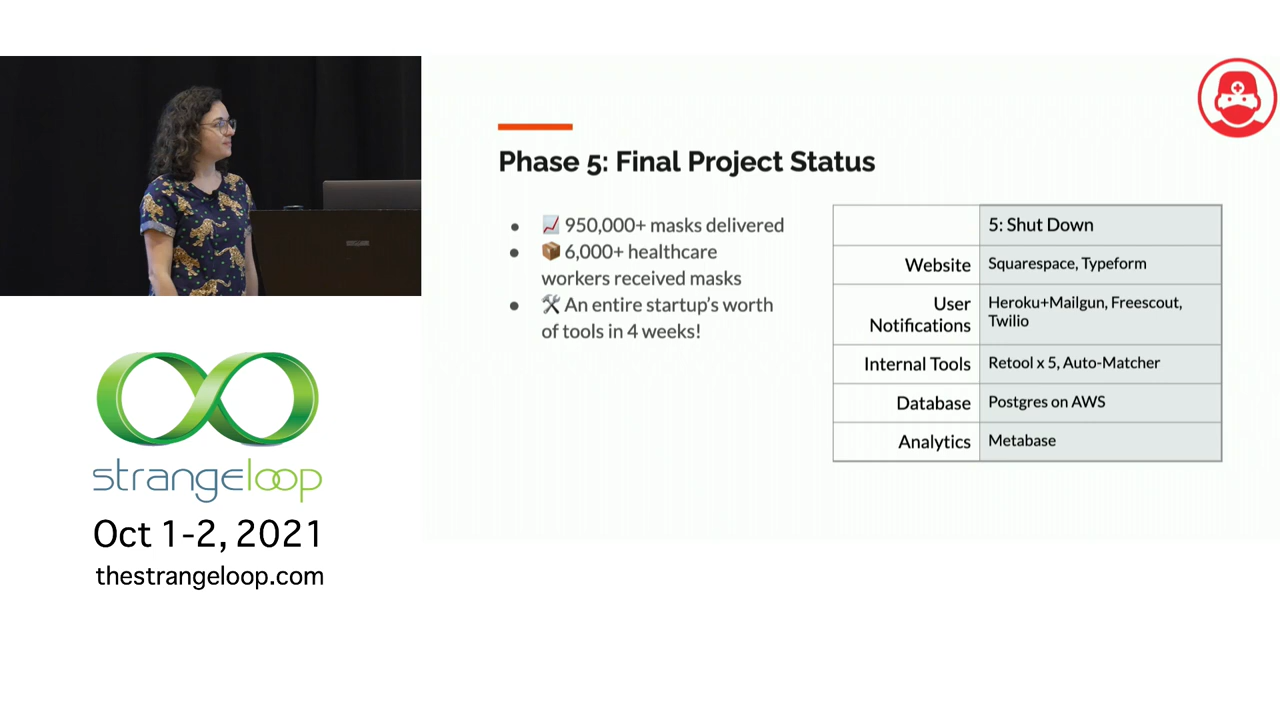 Phase 5: Final Project Status
● 📈 950,000+ masks delivered
● 📦 6,000+ healthcare
workers received masks
● 🛠 An entire startup's worth
of tools in 4 weeks!
5: Shut Down
Website Squarespace, Typeform
User
Notifications
Heroku+Mailgun, Freescout,
Twilio
Internal Tools Retool x 5, Auto-Matcher
Database Postgres on AWS
Analytics Metabase
strangeloop
Oct 1-2, 2021
thestrangeloop.com